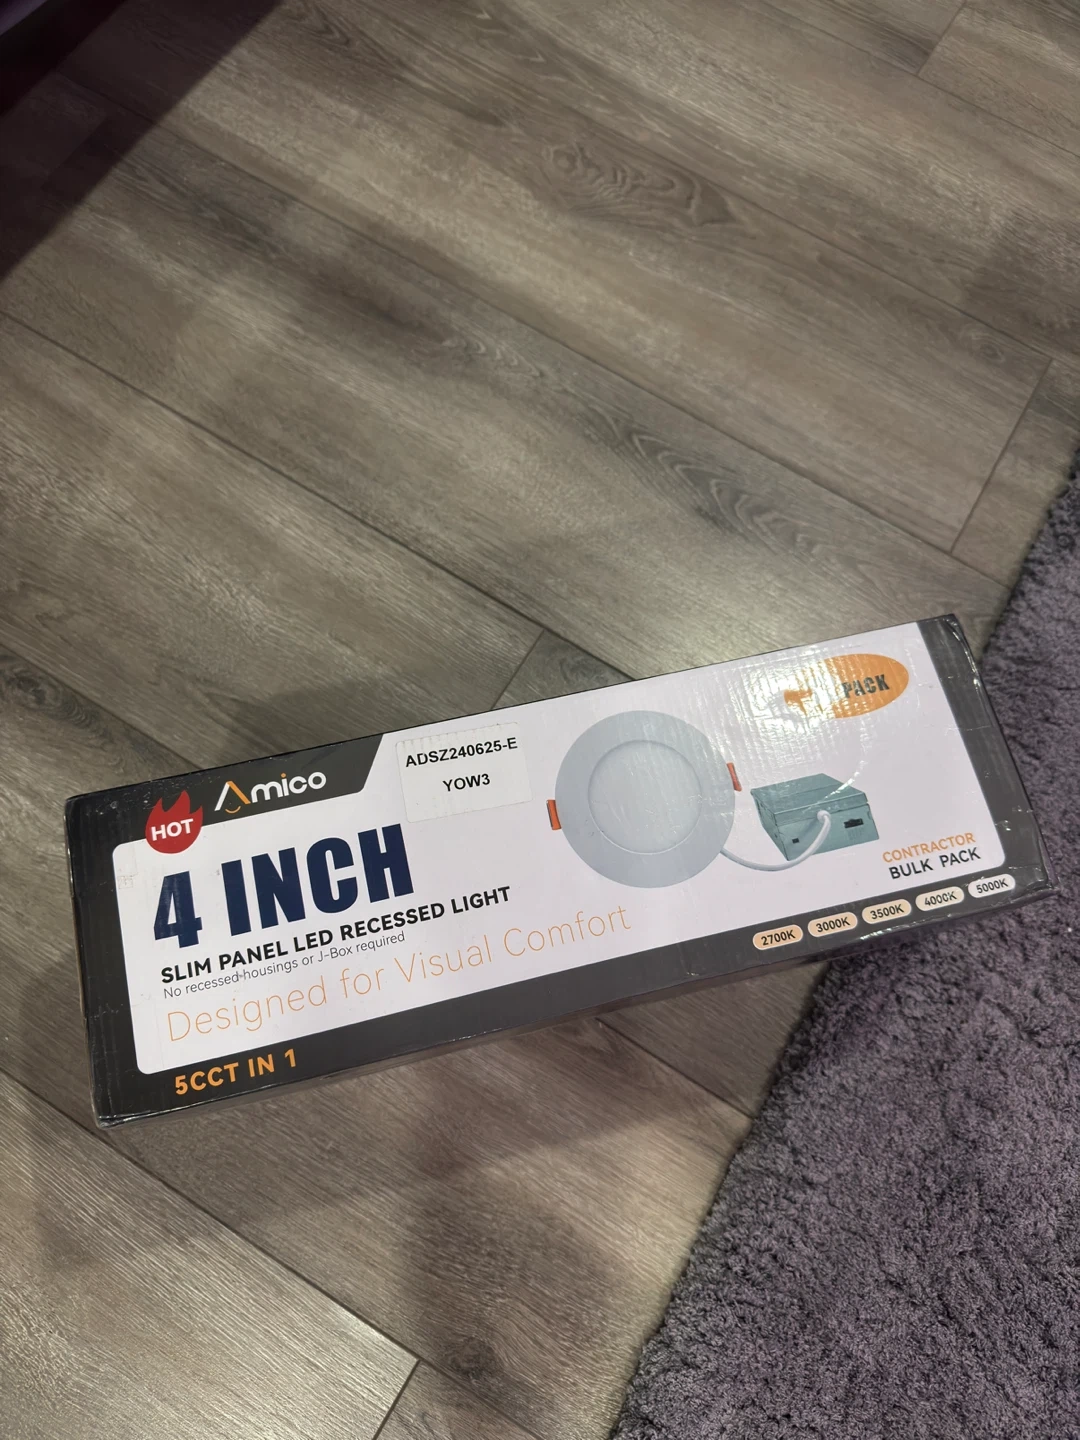 HOT
Amico
ADSZ240625-E
YOW3
PACK
4 INCH
SLIM PANEL LED RECESSED LIGHT
No recessed housings or J-Box required
Designed for Visual Comfort
CONTRACTOR
BULK PACK
5CCT IN 1
2700K 3000K 3500K 4000K 5000K